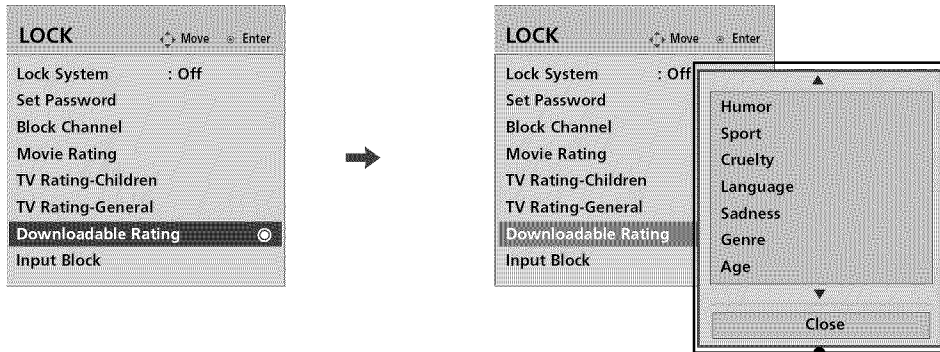 LOCK
Move Enter
Lock System : Off
Set Password
Block Channel
Movie Rating
TV Rating-Children
TV Rating-General
Downloadable Rating
Input Block
LOCK
Move Enter
Lock System : Off
Set Password
Block Channel
Movie Rating
TV Rating-Children
TV Rating-General
Downloadable Rating
Input Block
Humor
Sport
Cruelty
Language
Sadness
Genre
Age
Close